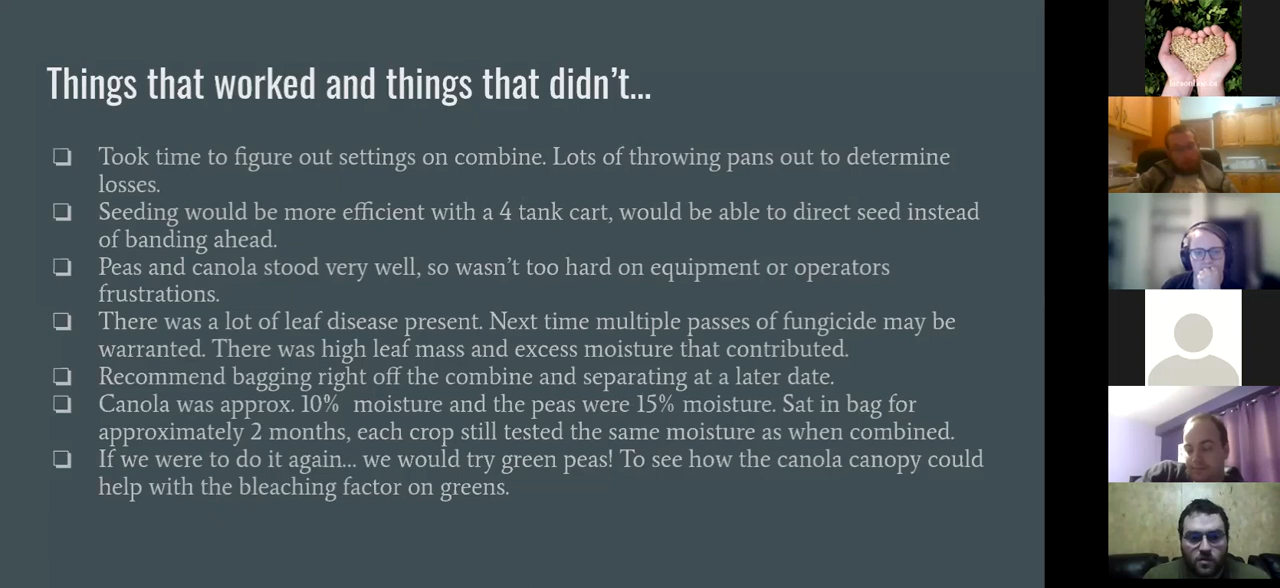 Things that worked and things that didn't...
❏ Took time to figure out settings on combine. Lots of throwing pans out to determine
losses.
❏ Seeding would be more efficient with a 4 tank cart, would be able to direct seed instead
of banding ahead.
❏ Peas and canola stood very well, so wasn't too hard on equipment or operators
frustrations.
❏ There was a lot of leaf disease present. Next time multiple passes of fungicide may be
warranted. There was high leaf mass and excess moisture that contributed.
❏ Recommend bagging right off the combine and separating at a later date.
❏ Canola was approx. 10%  moisture and the peas were 15% moisture. Sat in bag for
approximately 2 months, each crop still tested the same moisture as when combined.
❏ If we were to do it again... we would try green peas! To see how the canola canopy could
help with the bleaching factor on greens.